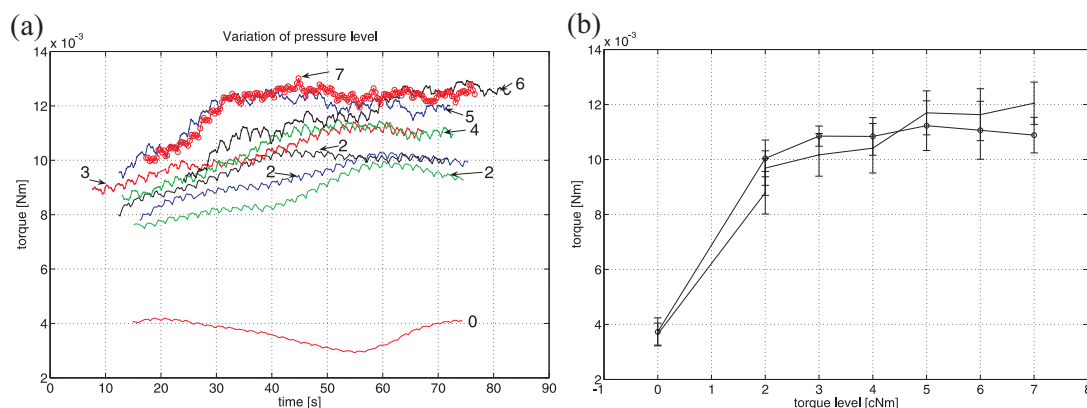 (a)
x 10⁻³
Variation of pressure level
14
12
10
8
6
4
2
torque [Nm]
0 10 20 30 40 50 60 70 80 90
time [s]
7
6
5
4
3
2
2
2
0
(b)
x 10⁻³
14
12
10
8
6
4
2
torque [Nm]
-1 0 1 2 3 4 5 6 7 8
torque level [cNm]